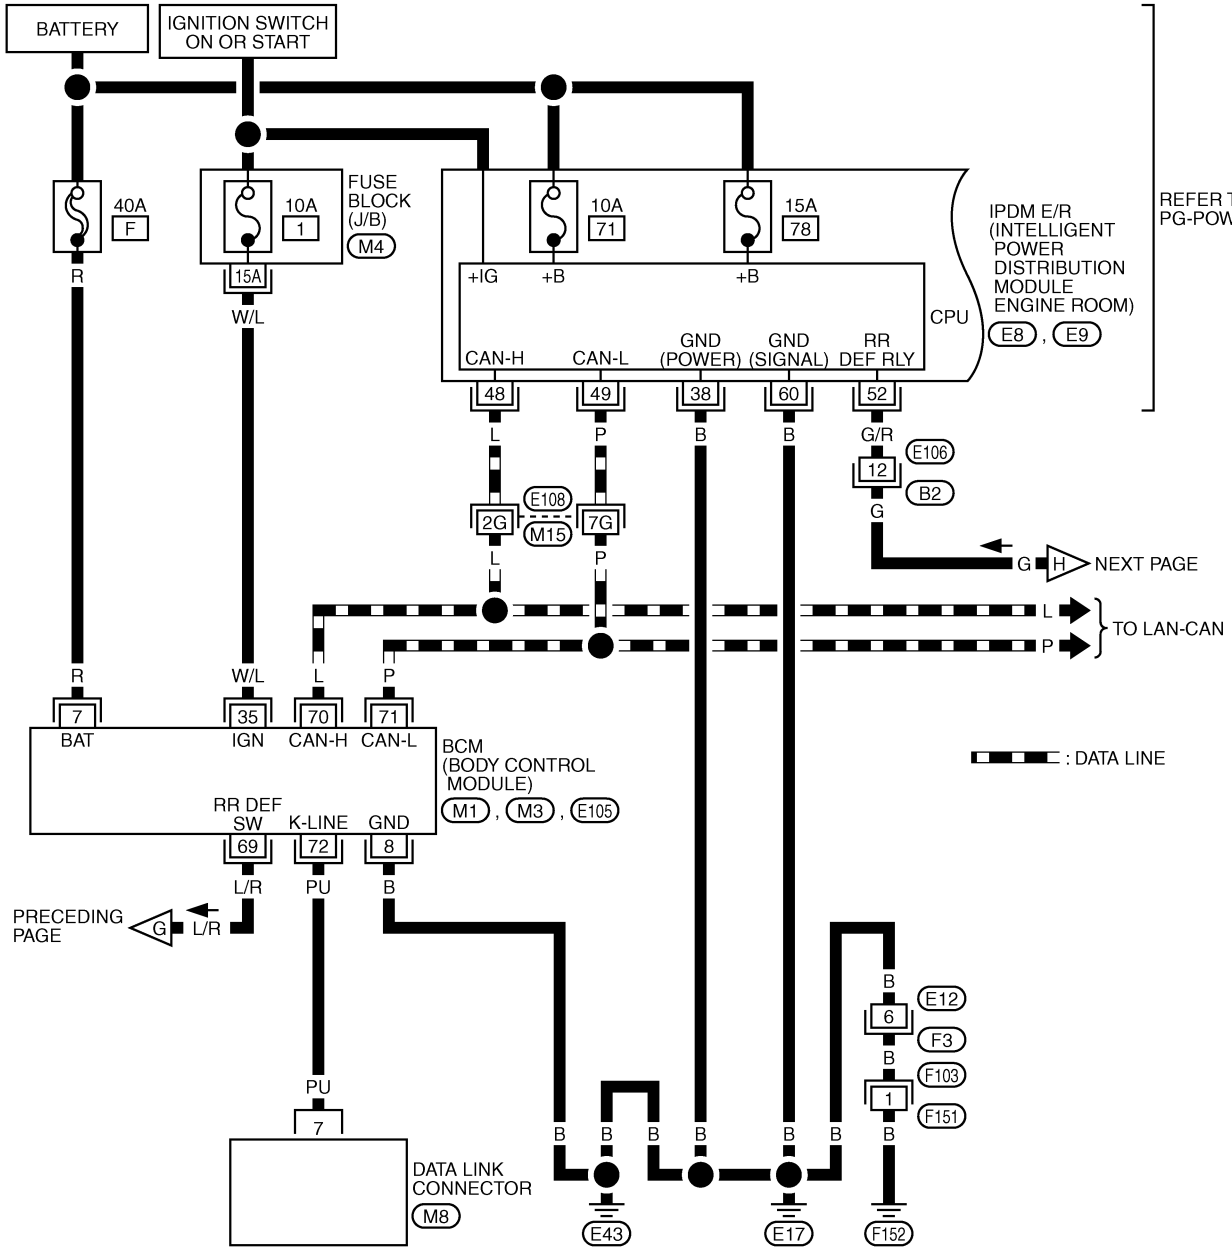 BATTERY
IGNITION SWITCH
ON OR START
40A
F
10A
1
FUSE
BLOCK
(J/B)
M4
10A
71
15A
78
IPDM E/R
(INTELLIGENT
POWER
DISTRIBUTION
MODULE
ENGINE ROOM)
E8 , E9
REFER T
PG-POW
R
15A
W/L
+IG
+B
+B
CPU
CAN-H
CAN-L
GND
(POWER)
GND
(SIGNAL)
RR
DEF RLY
48
49
38
60
52
L
P
B
B
G/R
12
E106
B2
G
2G
E108
M15
7G
L
P
G
H
NEXT PAGE
L
P
TO LAN-CAN
R
W/L
L
P
7
35
70
71
BAT
IGN
CAN-H
CAN-L
BCM
(BODY CONTROL
MODULE)
M1 , M3 , E105
: DATA LINE
RR DEF
SW
K-LINE
GND
69
72
8
L/R
PU
B
PRECEDING
PAGE
G
L/R
B
6
E12
F3
B
F103
1
F151
PU
7
B
B
B
B
B
B
B
DATA LINK
CONNECTOR
M8
E43
E17
F152